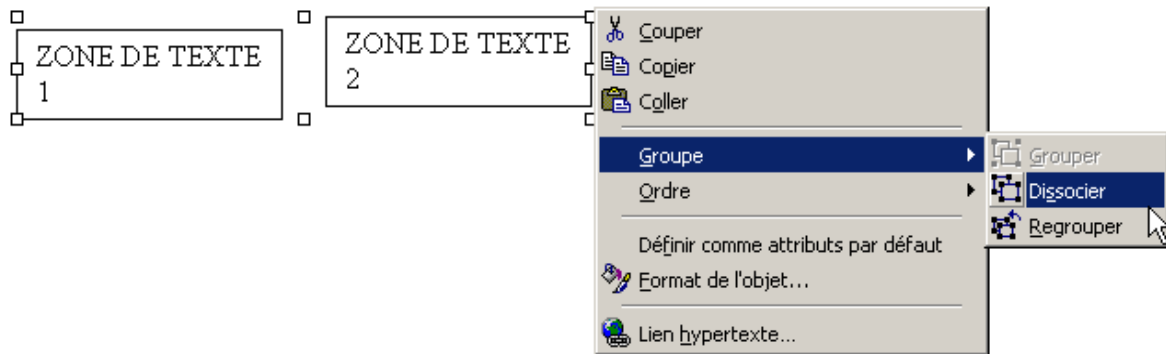 ZONE DE TEXTE
1
ZONE DE TEXTE
2
Couper
Copier
Coller
Groupe
Ordre
Définir comme attributs par défaut
Format de l'objet...
Lien hypertexte...
Grouper
Dissocier
Regrouper